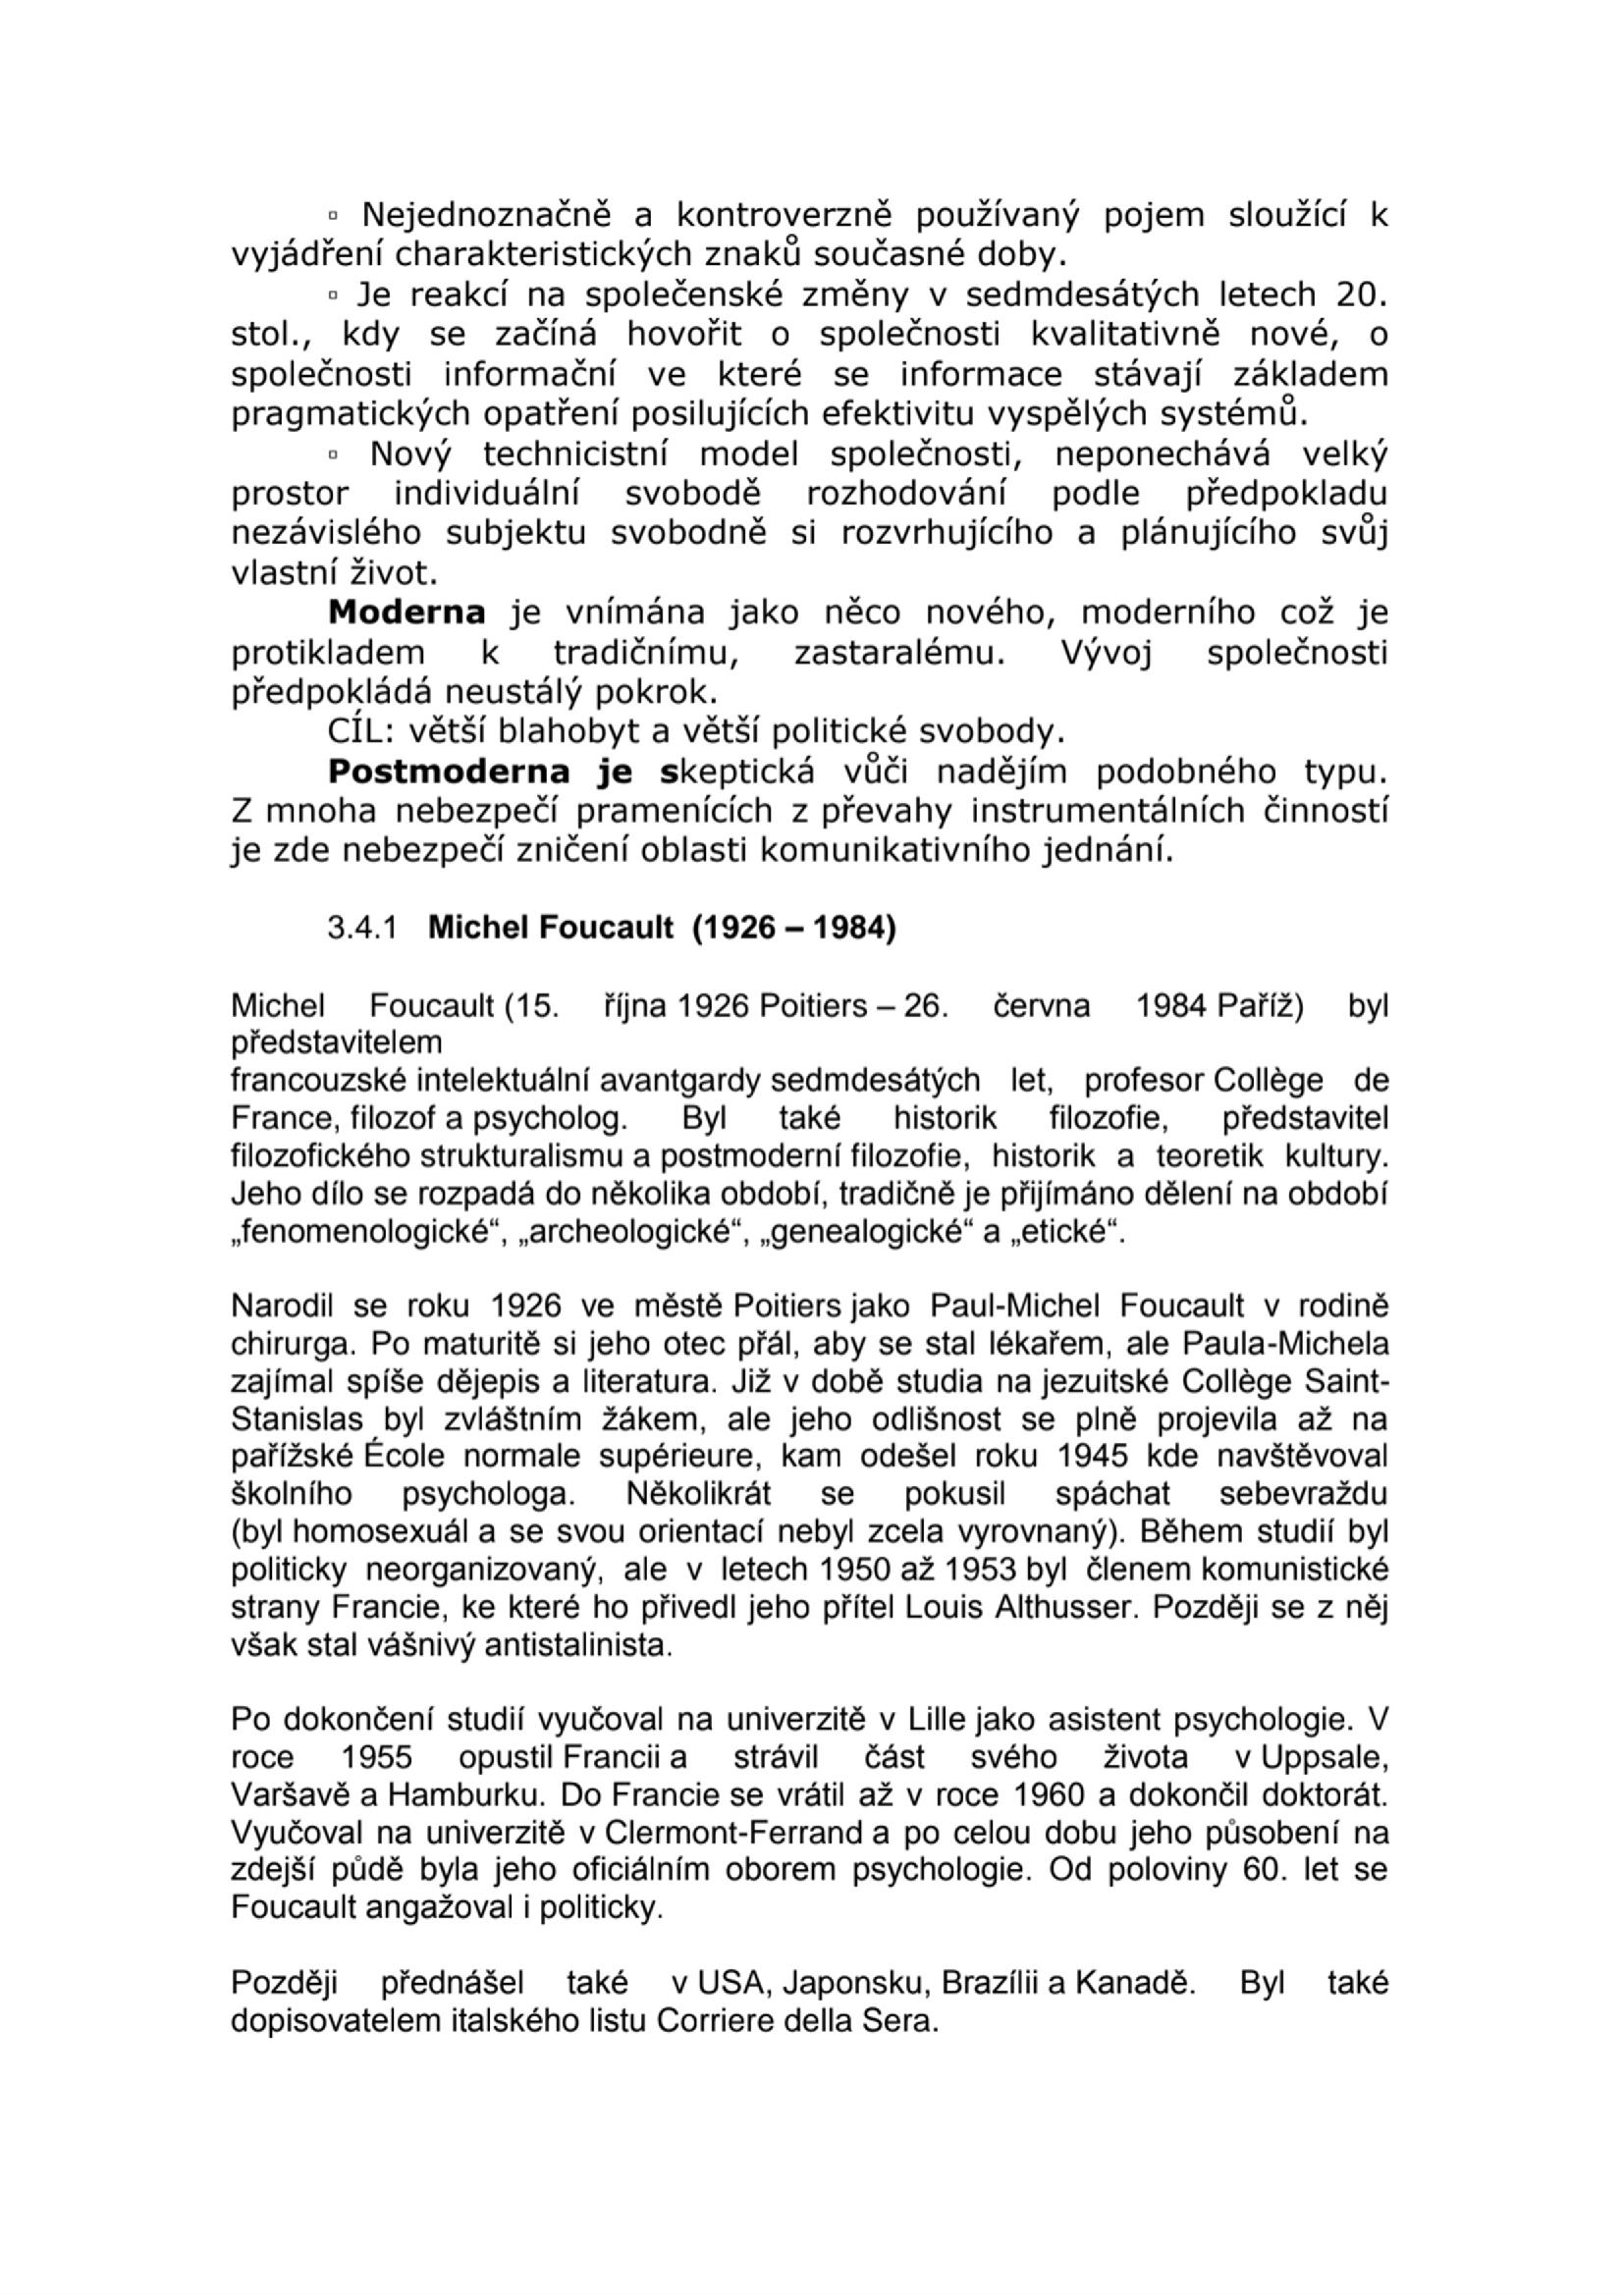 ▫ Nejednoznačně a kontroverzně používaný pojem sloužící k
vyjádření charakteristických znaků současné doby.
▫ Je reakcí na společenské změny v sedmdesátých letech 20.
stol., kdy se začíná hovořit o společnosti kvalitativně nové, o
společnosti informační ve které se informace stávají základem
pragmatických opatření posilujících efektivitu vyspělých systémů.
▫ Nový technicistní model společnosti, neponechává velký
prostor individuální svobodě rozhodování podle předpokladu
nezávislého subjektu svobodně si rozvrhujícího a plánujícího svůj
vlastní život.
Moderna je vnímána jako něco nového, moderního což je
protikladem k tradičnímu, zastaralému. Vývoj společnosti
předpokládá neustálý pokrok.
CÍL: větší blahobyt a větší politické svobody.
Postmoderna je skeptická vůči nadějím podobného typu.
Z mnoha nebezpečí pramenících z převahy instrumentálních činností
je zde nebezpečí zničení oblasti komunikativního jednání.
3.4.1 Michel Foucault (1926 – 1984)
Michel Foucault (15. října 1926 Poitiers – 26. června 1984 Paříž) byl
představitelem
francouzské intelektuální avantgardy sedmdesátých let, profesor Collège de
France, filozof a psycholog. Byl také historik filozofie, představitel
filozofického strukturalismu a postmoderní filozofie, historik a teoretik kultury.
Jeho dílo se rozpadá do několika období, tradičně je přijímáno dělení na období
„fenomenologické“, „archeologické“, „genealogické“ a „etické“.
Narodil se roku 1926 ve městě Poitiers jako Paul-Michel Foucault v rodině
chirurga. Po maturitě si jeho otec přál, aby se stal lékařem, ale Paula-Michela
zajímal spíše dějepis a literatura. Již v době studia na jezuitské Collège Saint-
Stanislas byl zvláštním žákem, ale jeho odlišnost se plně projevila až na
pařížské École normale supérieure, kam odešel roku 1945 kde navštěvoval
školního psychologa. Několikrát se pokusil spáchat sebevraždu
(byl homosexuál a se svou orientací nebyl zcela vyrovnaný). Během studií byl
politicky neorganizovaný, ale v letech 1950 až 1953 byl členem komunistické
strany Francie, ke které ho přivedl jeho přítel Louis Althusser. Později se z něj
však stal vášnivý antistalinista.
Po dokončení studií vyučoval na univerzitě v Lille jako asistent psychologie. V
roce 1955 opustil Francii a strávil část svého života v Uppsale,
Varšavě a Hamburku. Do Francie se vrátil až v roce 1960 a dokončil doktorát.
Vyučoval na univerzitě v Clermont-Ferrand a po celou dobu jeho působení na
zdejší půdě byla jeho oficiálním oborem psychologie. Od poloviny 60. let se
Foucault angažoval i politicky.
Později přednášel také v USA, Japonsku, Brazílii a Kanadě. Byl také
dopisovatelem italského listu Corriere della Sera.